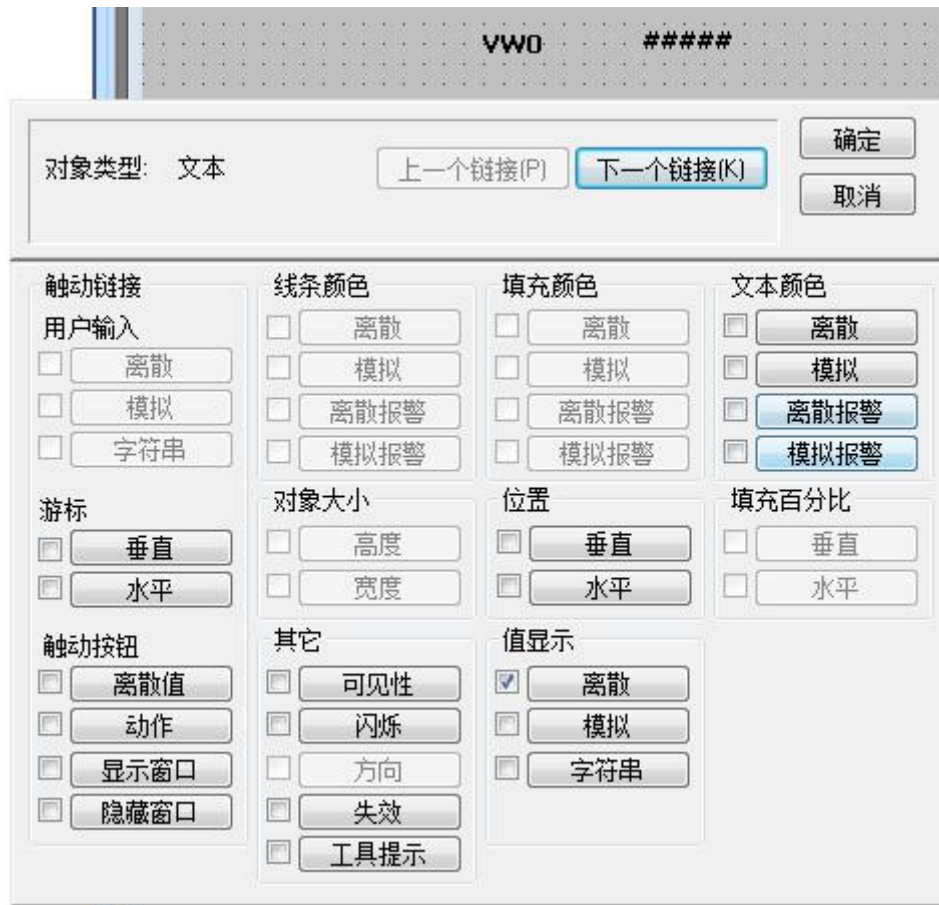 VW0 #####
对象类型: 文本
上一个链接(P)
下一个链接(K)
确定
取消
触动链接
用户输入
离散
模拟
字符串
游标
垂直
水平
触动按钮
离散值
动作
显示窗口
隐藏窗口
线条颜色
离散
模拟
离散报警
模拟报警
对象大小
高度
宽度
其它
可见性
闪烁
方向
失效
工具提示
填充颜色
离散
模拟
离散报警
模拟报警
位置
垂直
水平
值显示
离散
模拟
字符串
文本颜色
离散
模拟
离散报警
模拟报警
填充百分比
垂直
水平